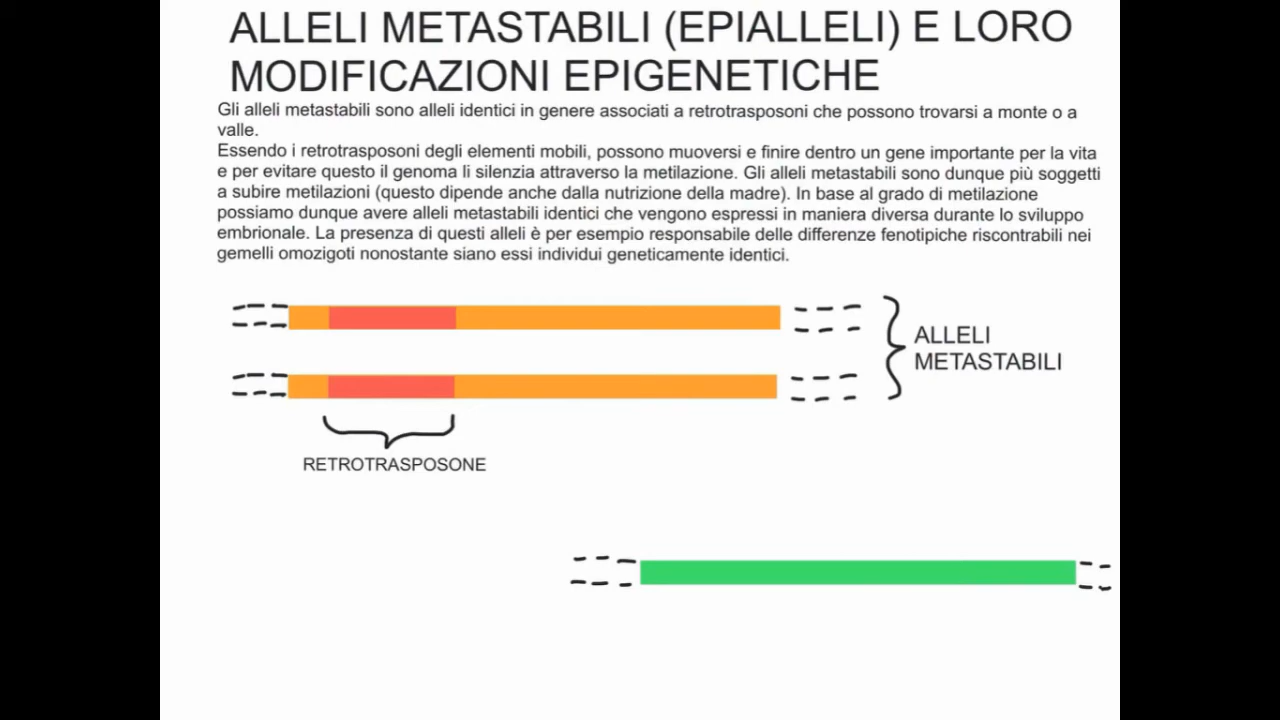 ALLELI METASTABILI (EPIALLELI) E LORO
MODIFICAZIONI EPIGENETICHE
Gli alleli metastabili sono alleli identici in genere associati a retrotrasposoni che possono trovarsi a monte o a
valle.
Essendo i retrotrasposoni degli elementi mobili, possono muoversi e finire dentro un gene importante per la vita
e per evitare questo il genoma li silenzia attraverso la metilazione. Gli alleli metastabili sono dunque più soggetti
a subire metilazioni (questo dipende anche dalla nutrizione della madre). In base al grado di metilazione
possiamo dunque avere alleli metastabili identici che vengono espressi in maniera diversa durante lo sviluppo
embrionale. La presenza di questi alleli è per esempio responsabile delle differenze fenotipiche riscontrabili nei
gemelli omozigoti nonostante siano essi individui geneticamente identici.
ALLELI
METASTABILI
RETROTRASPOSONE